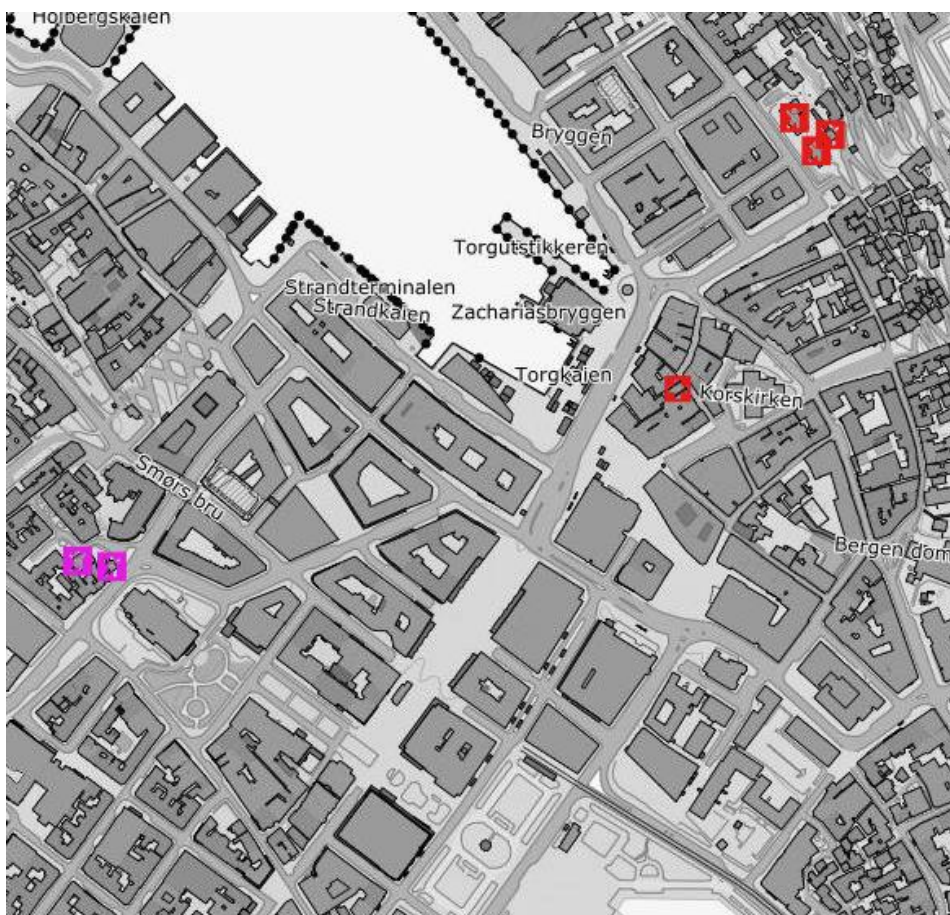 Holbergskaien
Bryggen
Torgutstikkeren
Strandterminalen
Strandkaien
Zachariasbryggen
Torgkaien
Korskirken
Smørs bru
Bergen dom